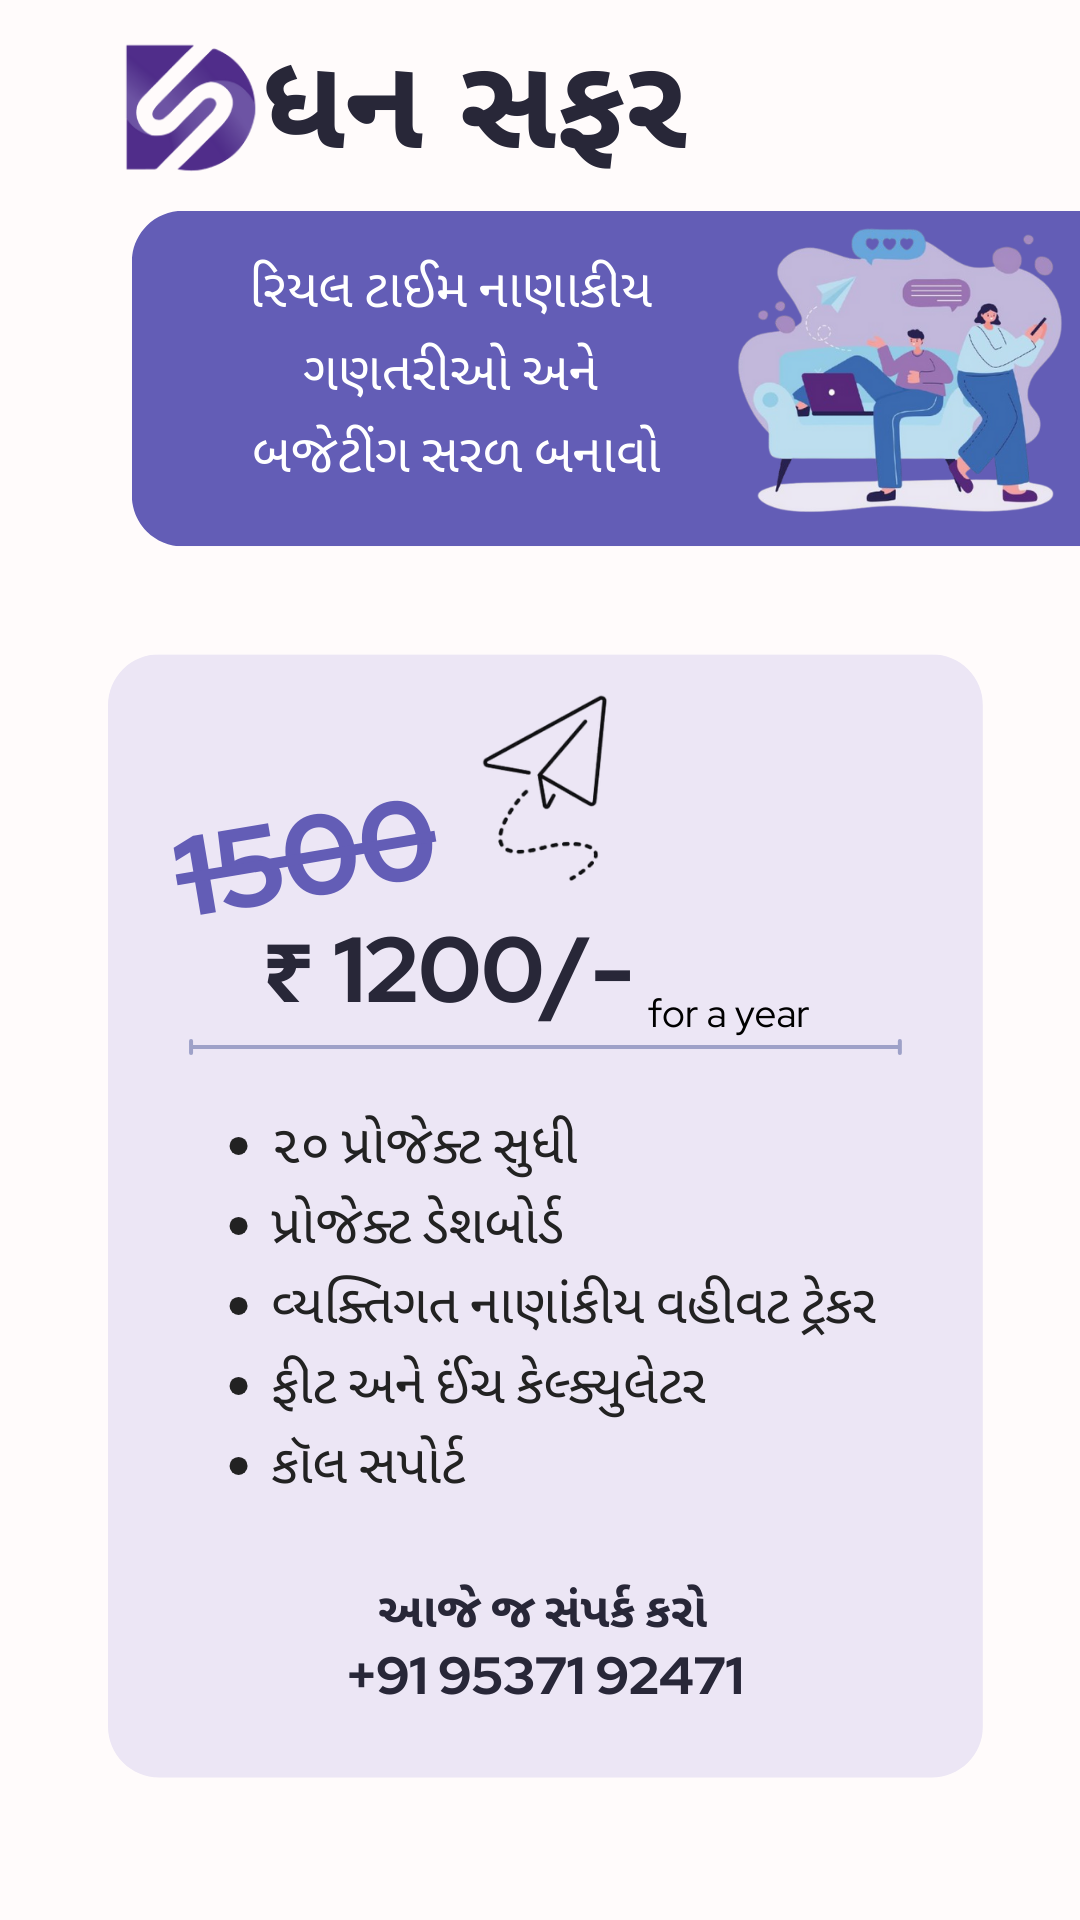 ધન સફર
રિયલ ટાઈમ નાણાકીય
ગણતરીઓ અને
બજેટીંગ સરળ બનાવો
1500
₹ 1200/-
for a year
• ૨૦ પ્રોજેક્ટ સુધી
• પ્રોજેક્ટ ડેશબોર્ડ
• વ્યક્તિગત નાણાંકીય વહીવટ ટ્રેકર
• ફીટ અને ઈંચ કેલ્ક્યુલેટર
• કૉલ સપોર્ટ
આજે જ સંપર્ક કરો
+91 95371 92471